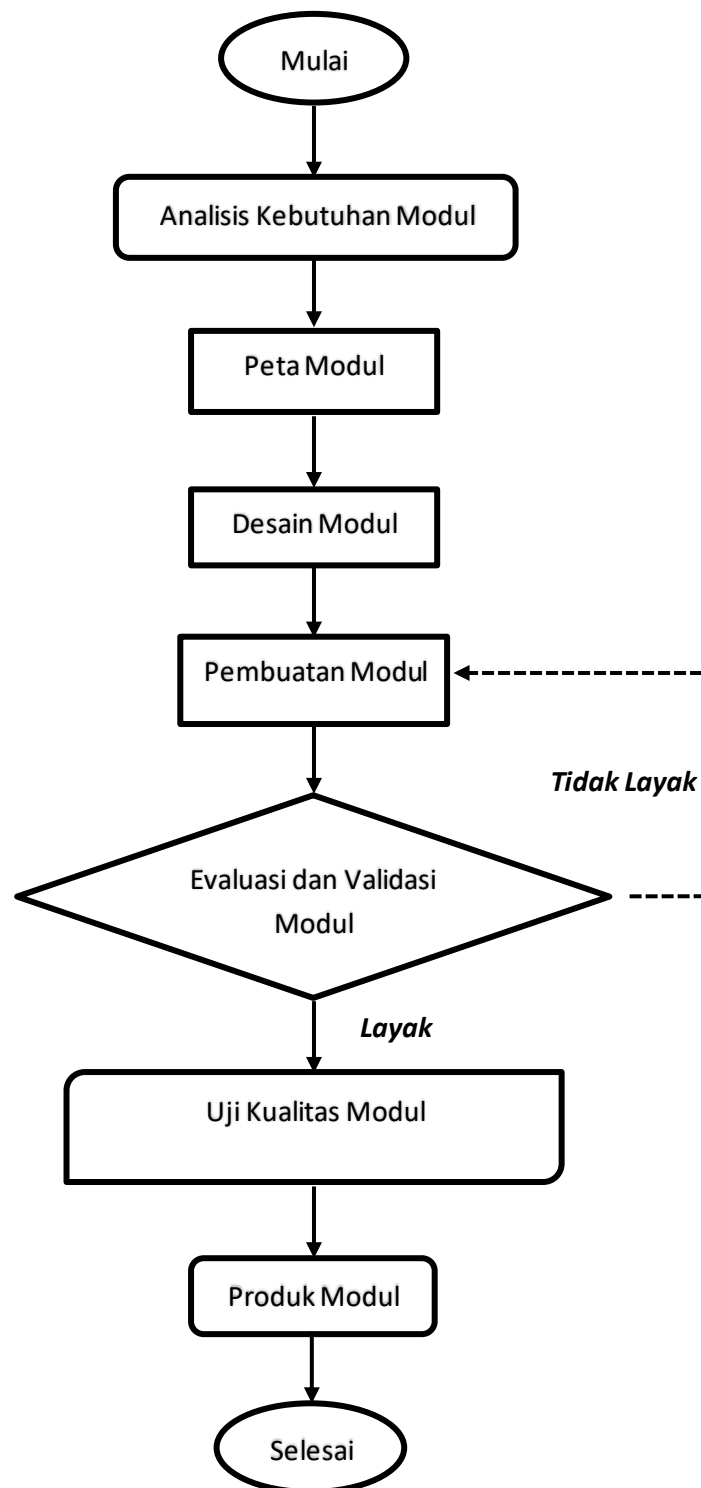 Mulai
Analisis Kebutuhan Modul
Peta Modul
Desain Modul
Pembuatan Modul
Tidak Layak
Evaluasi dan Validasi
Modul
Layak
Uji Kualitas Modul
Produk Modul
Selesai